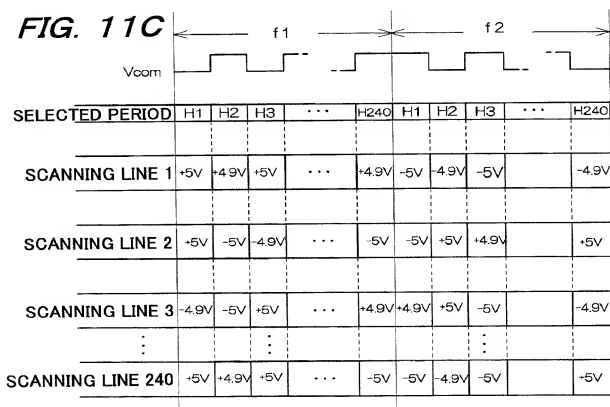 FIG. 11C
f1 f2
Vcom
SELECTED PERIOD H1 H2 H3 ··· H240 H1 H2 H3 ··· H240
SCANNING LINE 1 +5V +4.9V +5V ··· +4.9V -5V -4.9V -5V ··· -4.9V
SCANNING LINE 2 +5V -5V -4.9V ··· -5V -5V +5V +4.9V +5V
SCANNING LINE 3 -4.9V -5V +5V ··· +4.9V +4.9V +5V -5V -4.9V
SCANNING LINE 240 +5V +4.9V +5V ··· -5V -5V -4.9V -5V +5V